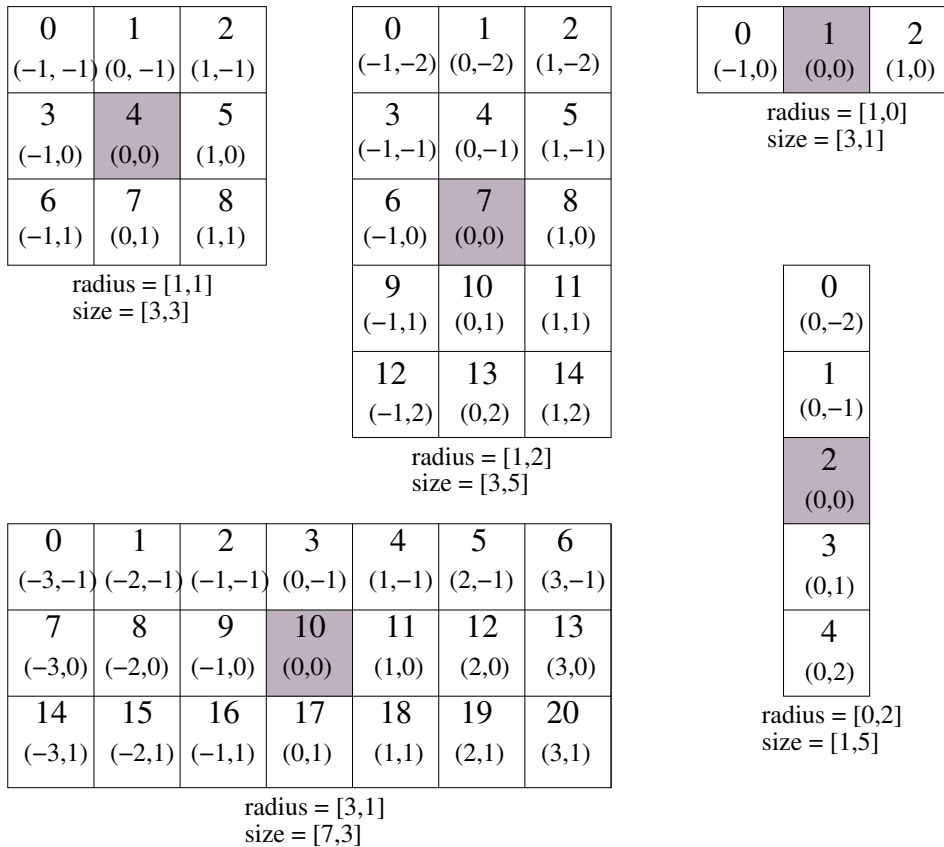 0 1 2
(−1, −1) (0, −1) (1,−1)
3 4 5
(−1,0) (0,0) (1,0)
6 7 8
(−1,1) (0,1) (1,1)
radius = [1,1]
size = [3,3]
0 1 2
(−1,−2) (0,−2) (1,−2)
3 4 5
(−1,−1) (0,−1) (1,−1)
6 7 8
(−1,0) (0,0) (1,0)
9 10 11
(−1,1) (0,1) (1,1)
12 13 14
(−1,2) (0,2) (1,2)
radius = [1,2]
size = [3,5]
0 1 2
(−1,0) (0,0) (1,0)
radius = [1,0]
size = [3,1]
0
(0,−2)
1
(0,−1)
2
(0,0)
3
(0,1)
4
(0,2)
radius = [0,2]
size = [1,5]
0 1 2 3 4 5 6
(−3,−1) (−2,−1) (−1,−1) (0,−1) (1,−1) (2,−1) (3,−1)
7 8 9 10 11 12 13
(−3,0) (−2,0) (−1,0) (0,0) (1,0) (2,0) (3,0)
14 15 16 17 18 19 20
(−3,1) (−2,1) (−1,1) (0,1) (1,1) (2,1) (3,1)
radius = [3,1]
size = [7,3]